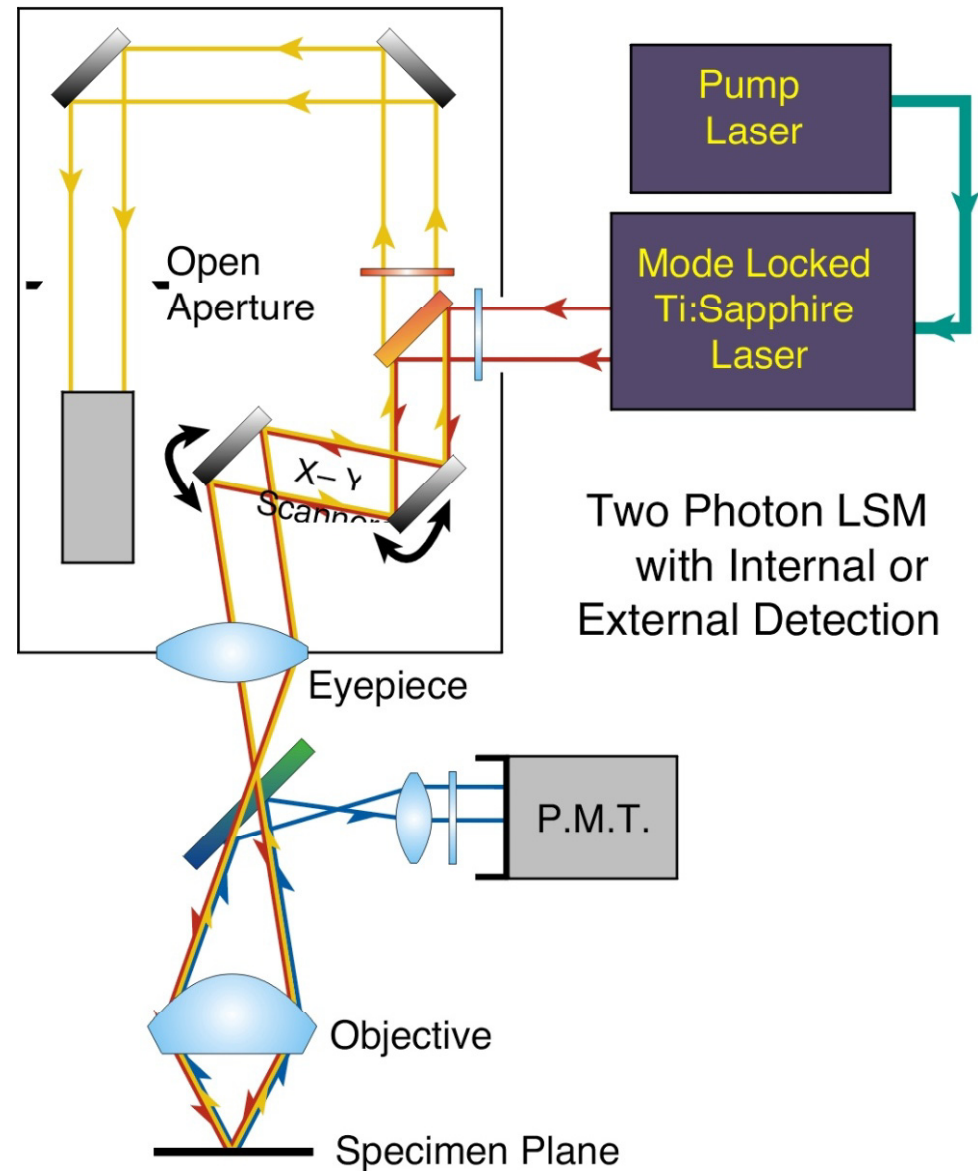 Pump
Laser
Mode Locked
Ti:Sapphire
Laser
Open
Aperture
X–Y
Scanners
Two Photon LSM
with Internal or
External Detection
Eyepiece
P.M.T.
Objective
Specimen Plane